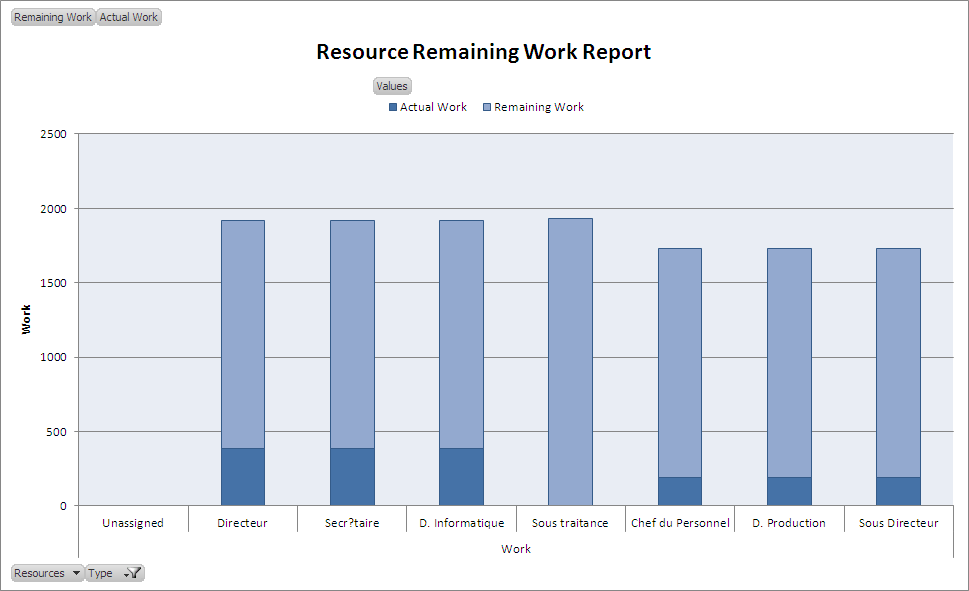 Remaining Work Actual Work
Resource Remaining Work Report
Values
Actual Work Remaining Work
2500
2000
1500
1000
500
0
Work
Unassigned Directeur Secr?taire D. Informatique Sous traitance Chef du Personnel D. Production Sous Directeur
Work
Resources Type